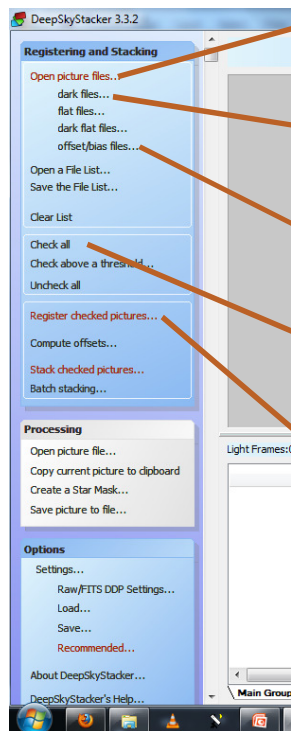 DeepSkyStacker 3.3.2
Registering and Stacking
Open picture files...
dark files...
flat files...
dark flat files...
offset/bias files...
Open a File List...
Save the File List...
Clear List
Check all
Check above a threshold...
Uncheck all
Register checked pictures...
Compute offsets...
Stack checked pictures...
Batch stacking...
Processing
Open picture file...
Copy current picture to clipboard
Create a Star Mask...
Save picture to file...
Light Frames:
Options
Settings...
Raw/FITS DDP Settings...
Load...
Save...
Recommended...
About DeepSkyStacker...
DeepSkyStacker's Help...
Main Group